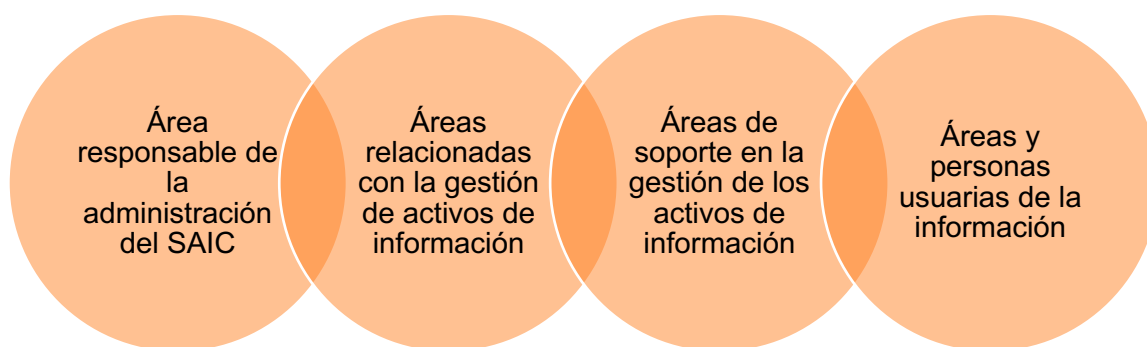 Área
responsable de
la
administración
del SAIC
Áreas
relacionadas
con la gestión
de activos de
información
Áreas de
soporte en la
gestión de los
activos de
información
Áreas y
personas
usuarias de la
información